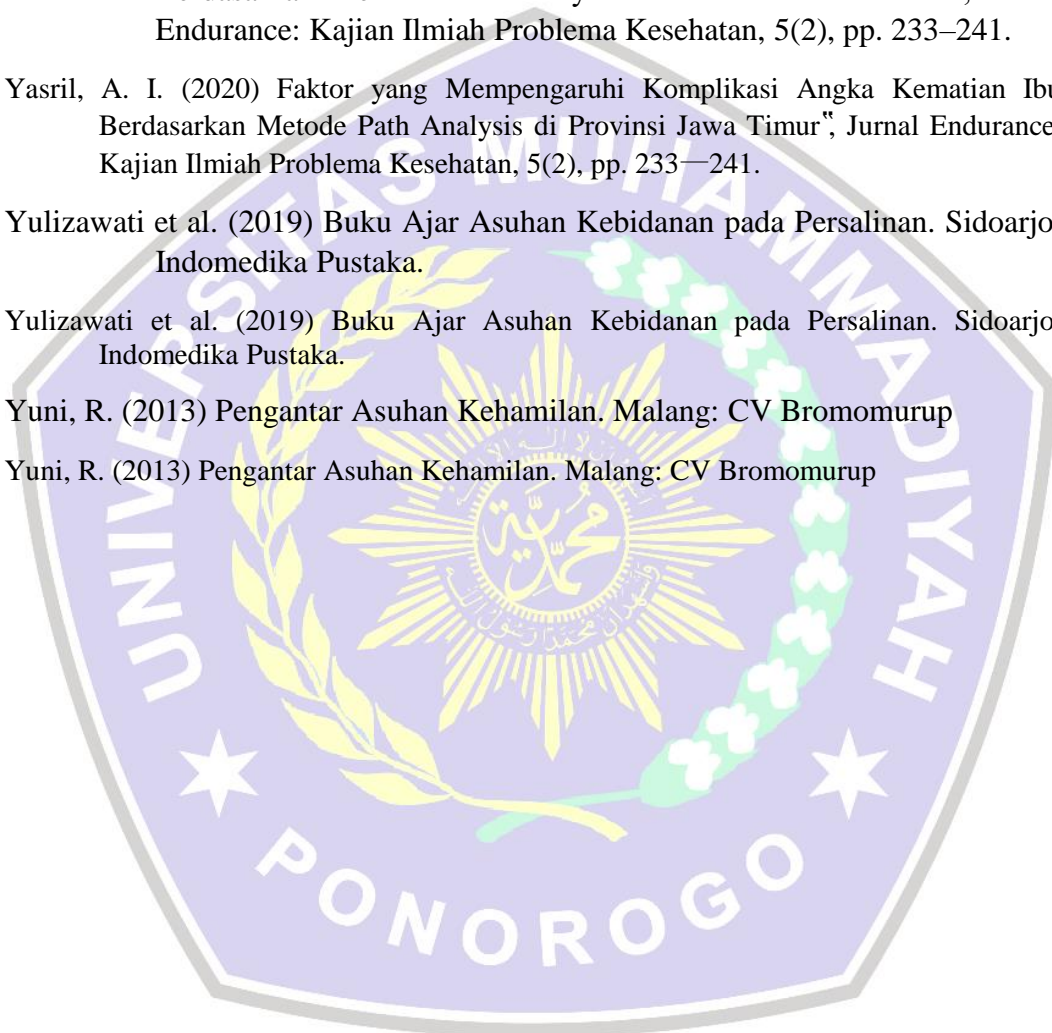 Endurance: Kajian Ilmiah Problema Kesehatan, 5(2), pp. 233–241.
Yasril, A. I. (2020) Faktor yang Mempengaruhi Komplikasi Angka Kematian Ibu
Berdasarkan Metode Path Analysis di Provinsi Jawa Timur‟, Jurnal Endurance
Kajian Ilmiah Problema Kesehatan, 5(2), pp. 233—241.
Yulizawati et al. (2019) Buku Ajar Asuhan Kebidanan pada Persalinan. Sidoarjo
Indomedika Pustaka.
Yulizawati et al. (2019) Buku Ajar Asuhan Kebidanan pada Persalinan. Sidoarjo
Indomedika Pustaka.
Yuni, R. (2013) Pengantar Asuhan Kehamilan. Malang: CV Bromomurup
Yuni, R. (2013) Pengantar Asuhan Kehamilan. Malang: CV Bromomurup
UNIVERSITAS MUHAMMADIYAH
PONOROGO
محمدية